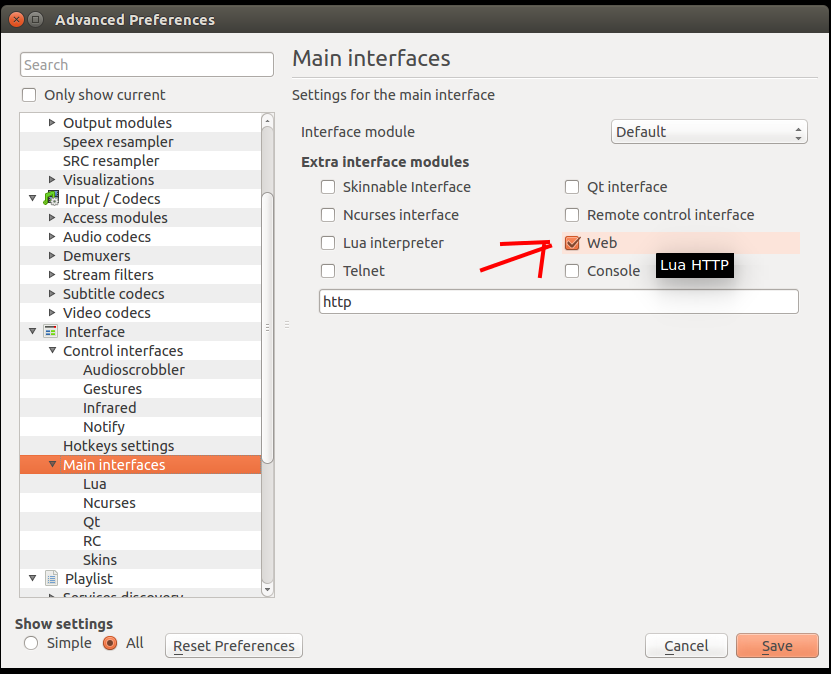 Advanced Preferences
Search
Only show current
Output modules
Speex resampler
SRC resampler
Visualizations
Input / Codecs
Access modules
Audio codecs
Demuxers
Stream filters
Subtitle codecs
Video codecs
Interface
Control interfaces
Audioscrobbler
Gestures
Infrared
Notify
Hotkeys settings
Main interfaces
Lua
Ncurses
Qt
RC
Skins
Playlist
Services discovery
Show settings
Simple
All
Reset Preferences
Main interfaces
Settings for the main interface
Interface module
Default
Extra interface modules
Skinnable Interface
Qt interface
Ncurses interface
Remote control interface
Lua interpreter
Web
Telnet
Console
Lua HTTP
http
Cancel
Save